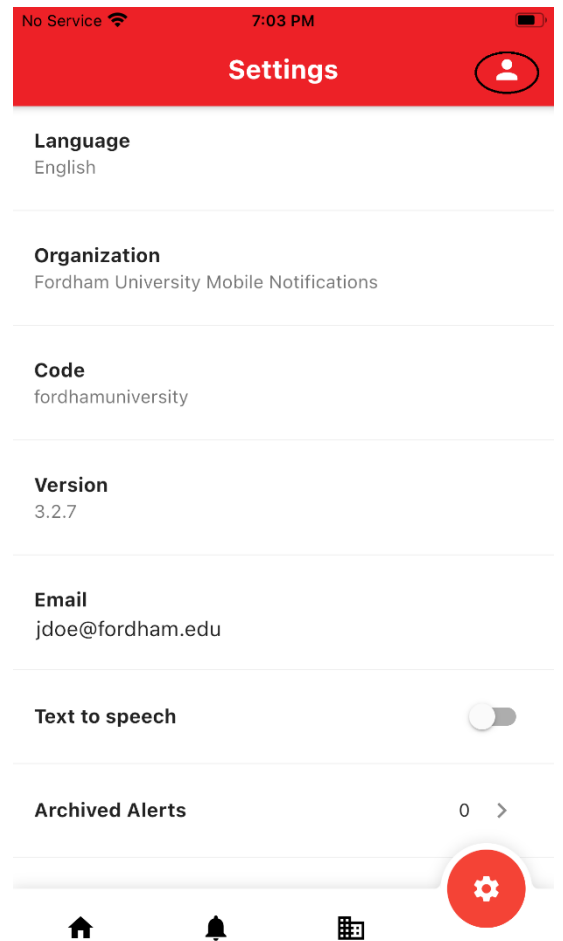 No Service 7:03 PM
Settings
Language
English
Organization
Fordham University Mobile Notifications
Code
fordhamuniversity
Version
3.2.7
Email
jdoe@fordham.edu
Text to speech
Archived Alerts 0